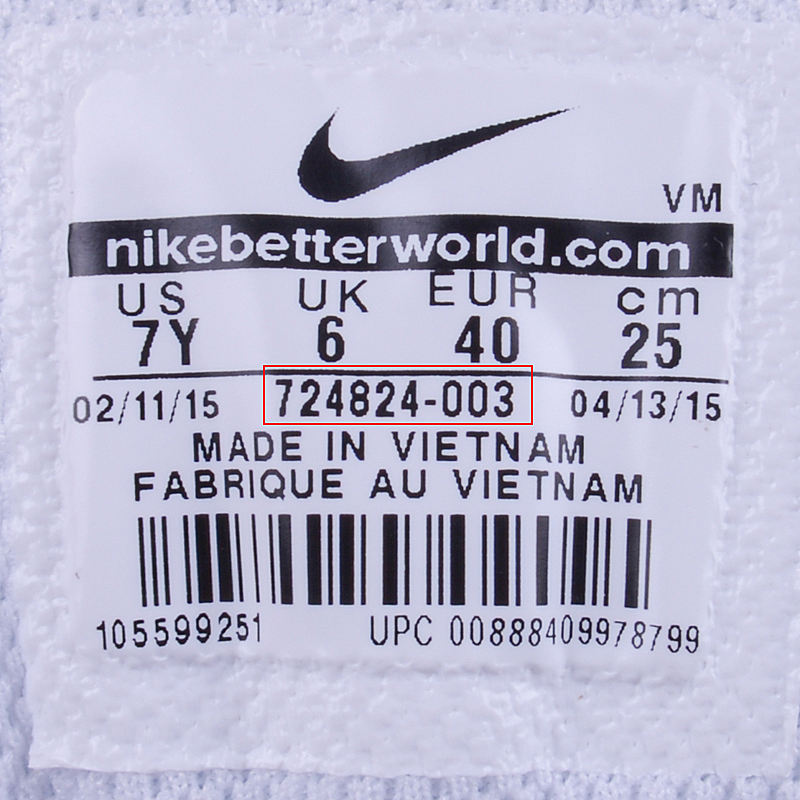 VM
nikebetterworld.com
US UK EUR cm
7Y 6 40 25
02/11/15 724824-003 04/13/15
MADE IN VIETNAM
FABRIQUE AU VIETNAM
105599251 UPC 00888409978799